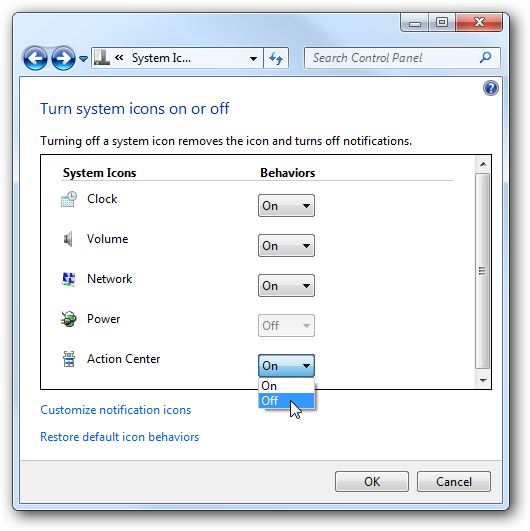 « System Ic...
Search Control Panel
Turn system icons on or off
Turning off a system icon removes the icon and turns off notifications.
System Icons Behaviors
Clock On
Volume On
Network On
Power Off
Action Center On
On
Off
Customize notification icons
Restore default icon behaviors
OK Cancel